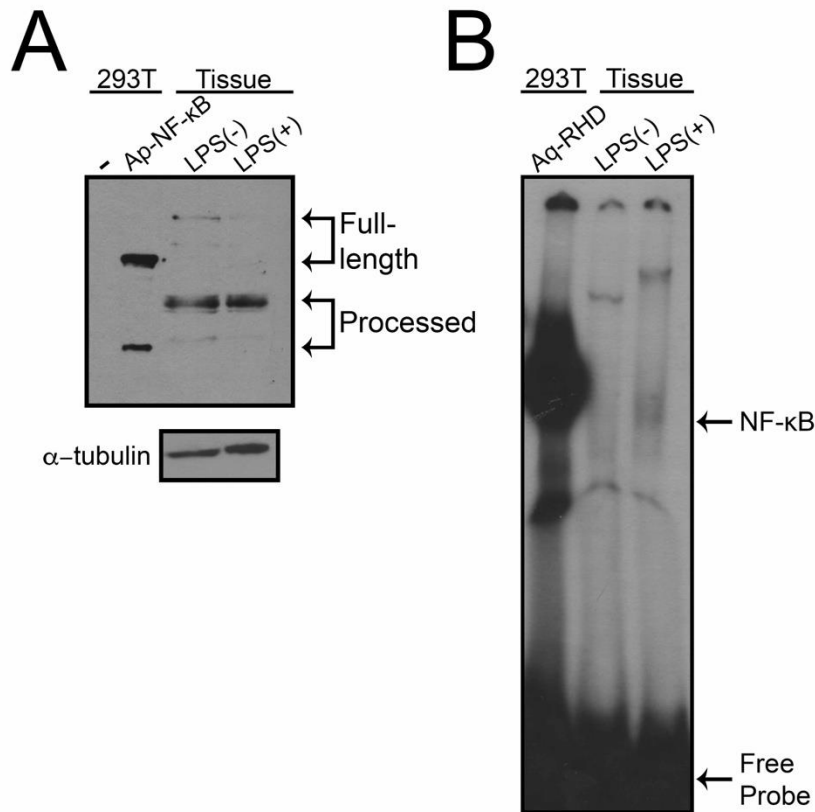 A
293T Tissue
- Ap-NF-κB LPS(-) LPS(+)
Full-
length
Processed
α-tubulin
B
293T Tissue
Aq-RHD LPS(-) LPS(+)
NF-κB
Free
Probe